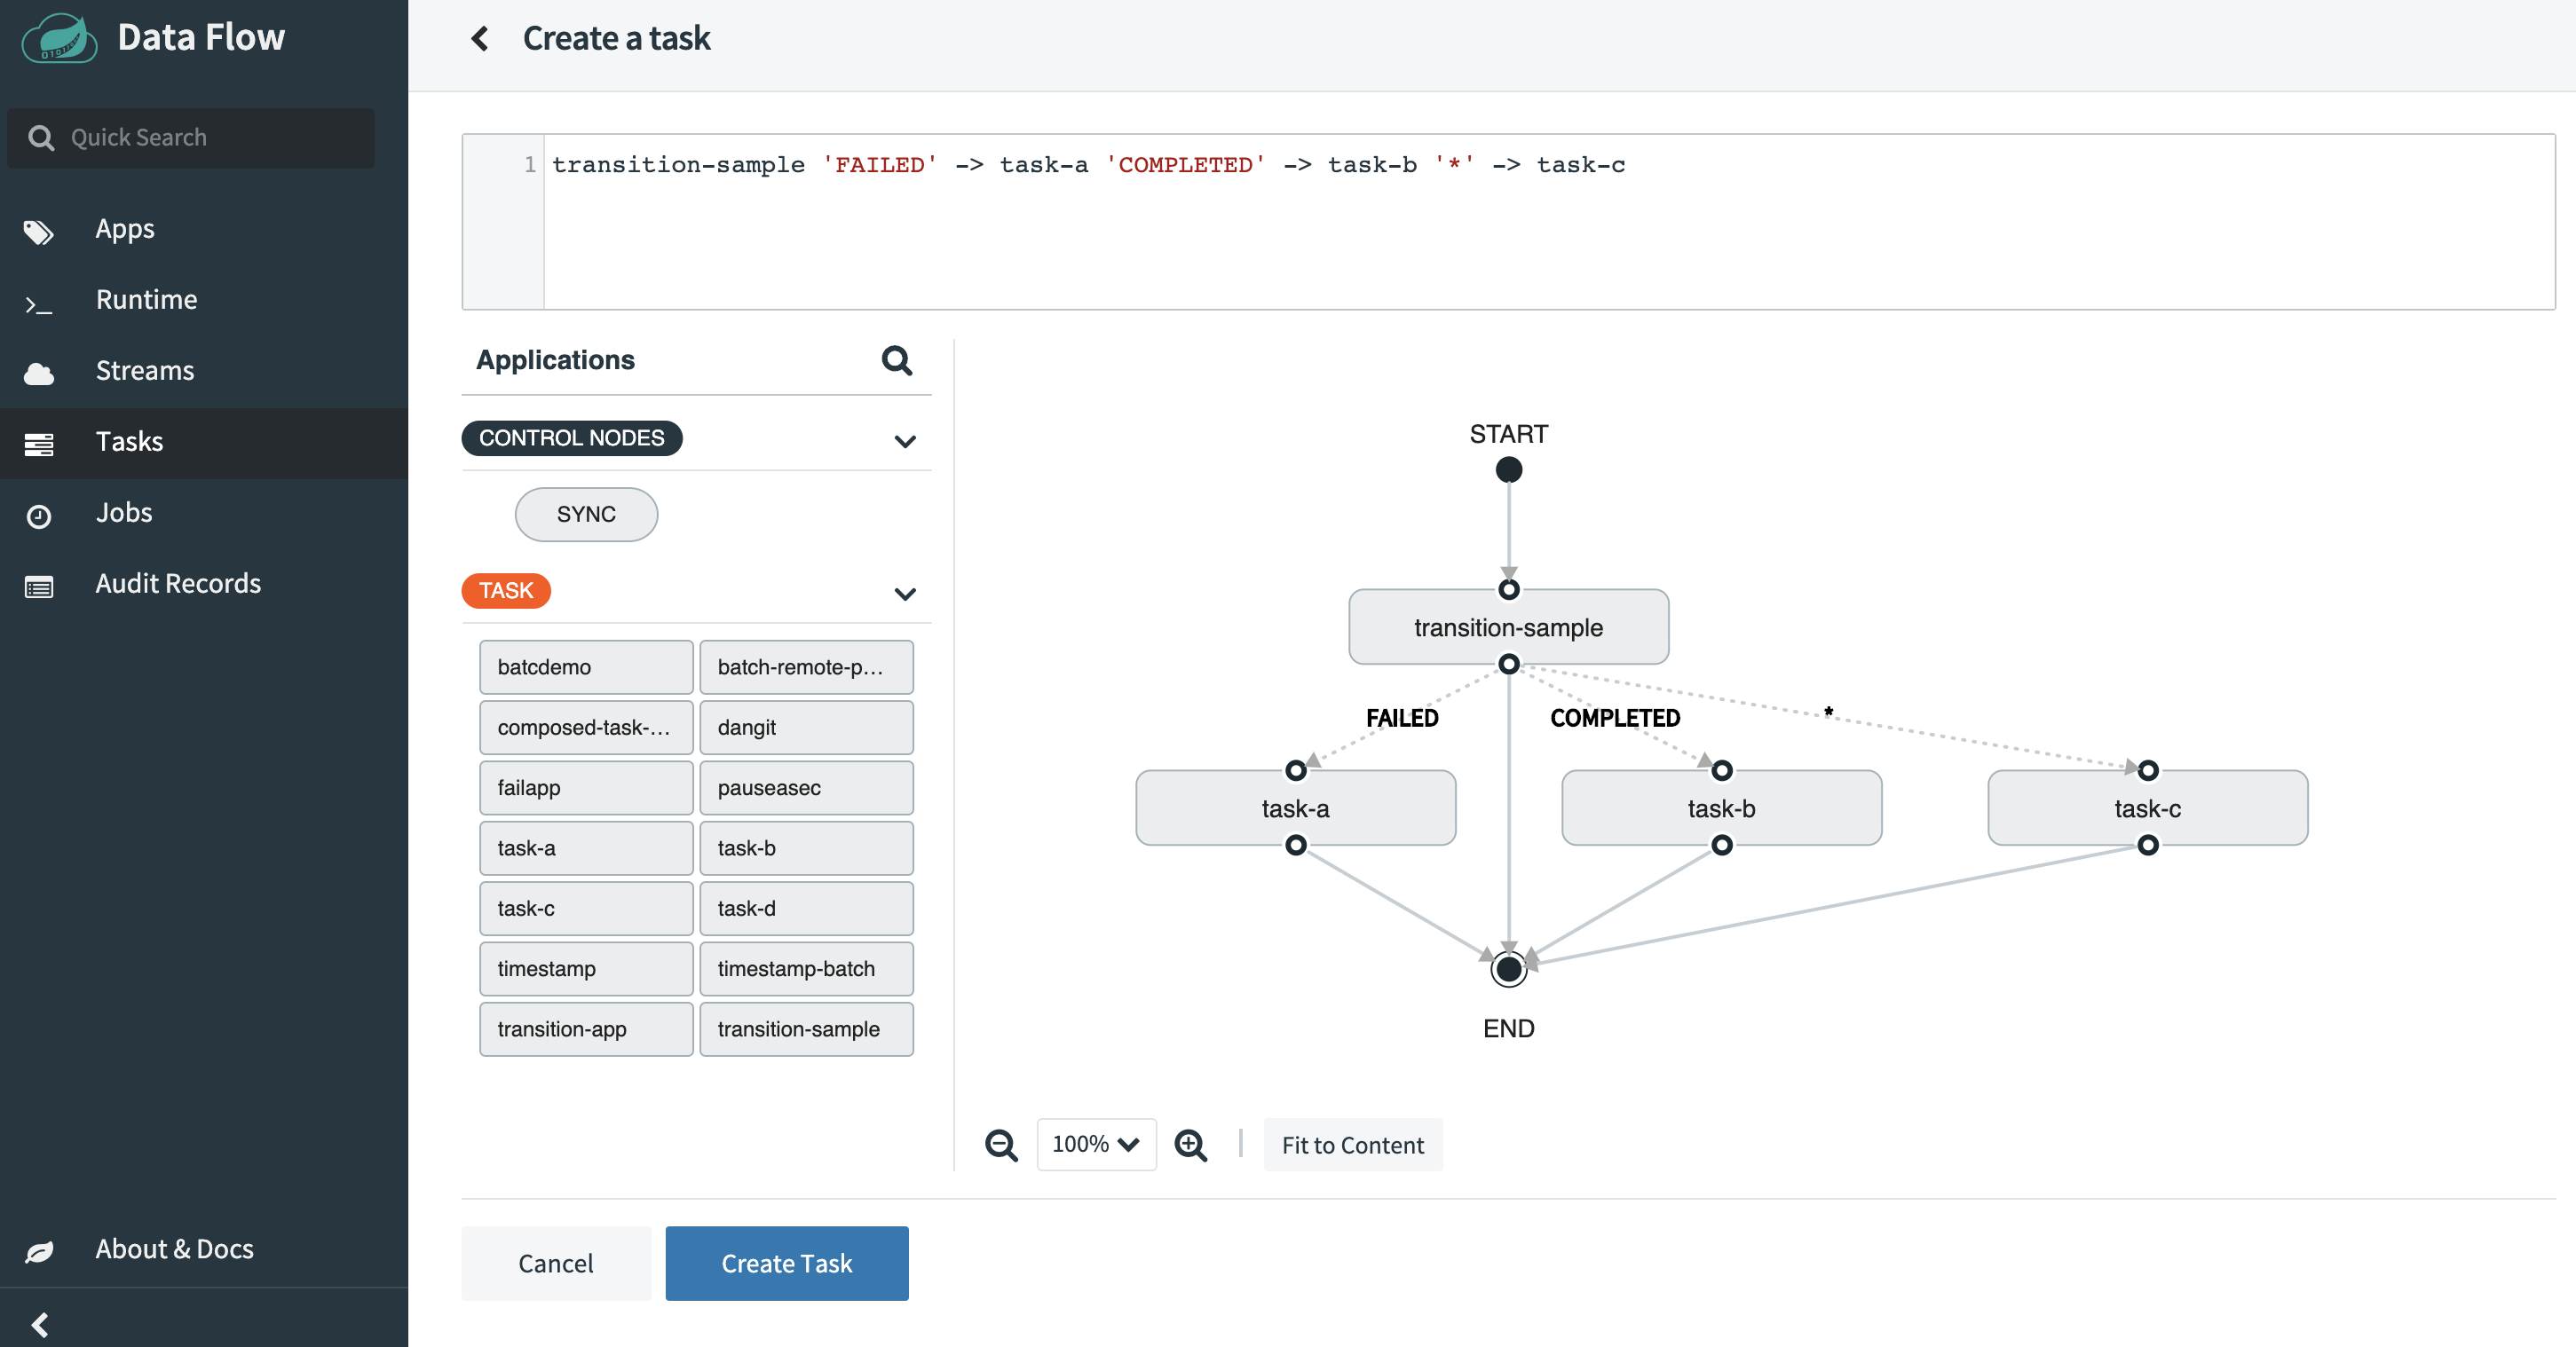 Data Flow
Quick Search
Apps
Runtime
Streams
Tasks
Jobs
Audit Records
About & Docs
Create a task
1 transition-sample 'FAILED' -> task-a 'COMPLETED' -> task-b '*' -> task-c
Applications
CONTROL NODES
SYNC
TASK
batcdemo batch-remote-p...
composed-task-... dangit
failapp pauseasec
task-a task-b
task-c task-d
timestamp timestamp-batch
transition-app transition-sample
START
transition-sample
FAILED COMPLETED *
task-a task-b task-c
END
100% Fit to Content
Cancel Create Task